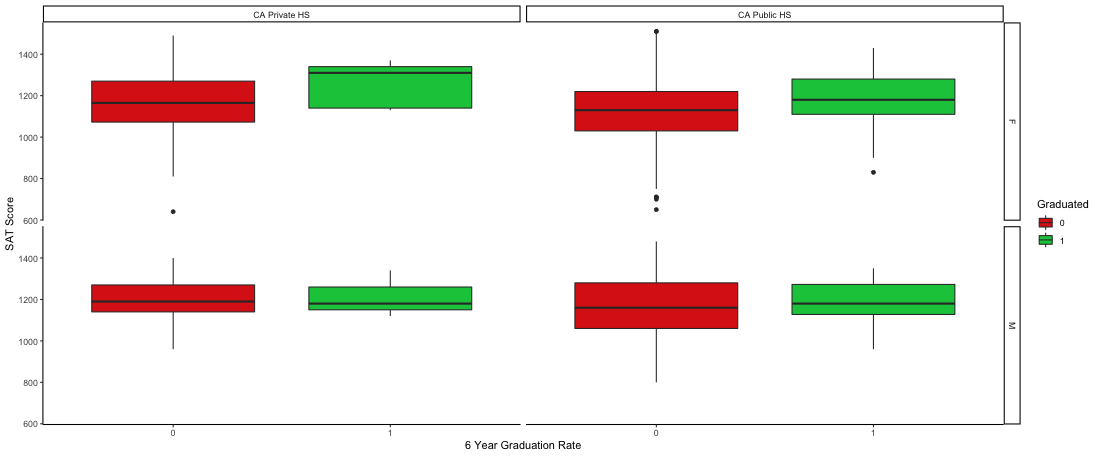 CA Private HS
CA Public HS
SAT Score
1400
1200
1000
800
600
F
1400
1200
1000
800
600
M
0
1
0
1
6 Year Graduation Rate
Graduated
0
1